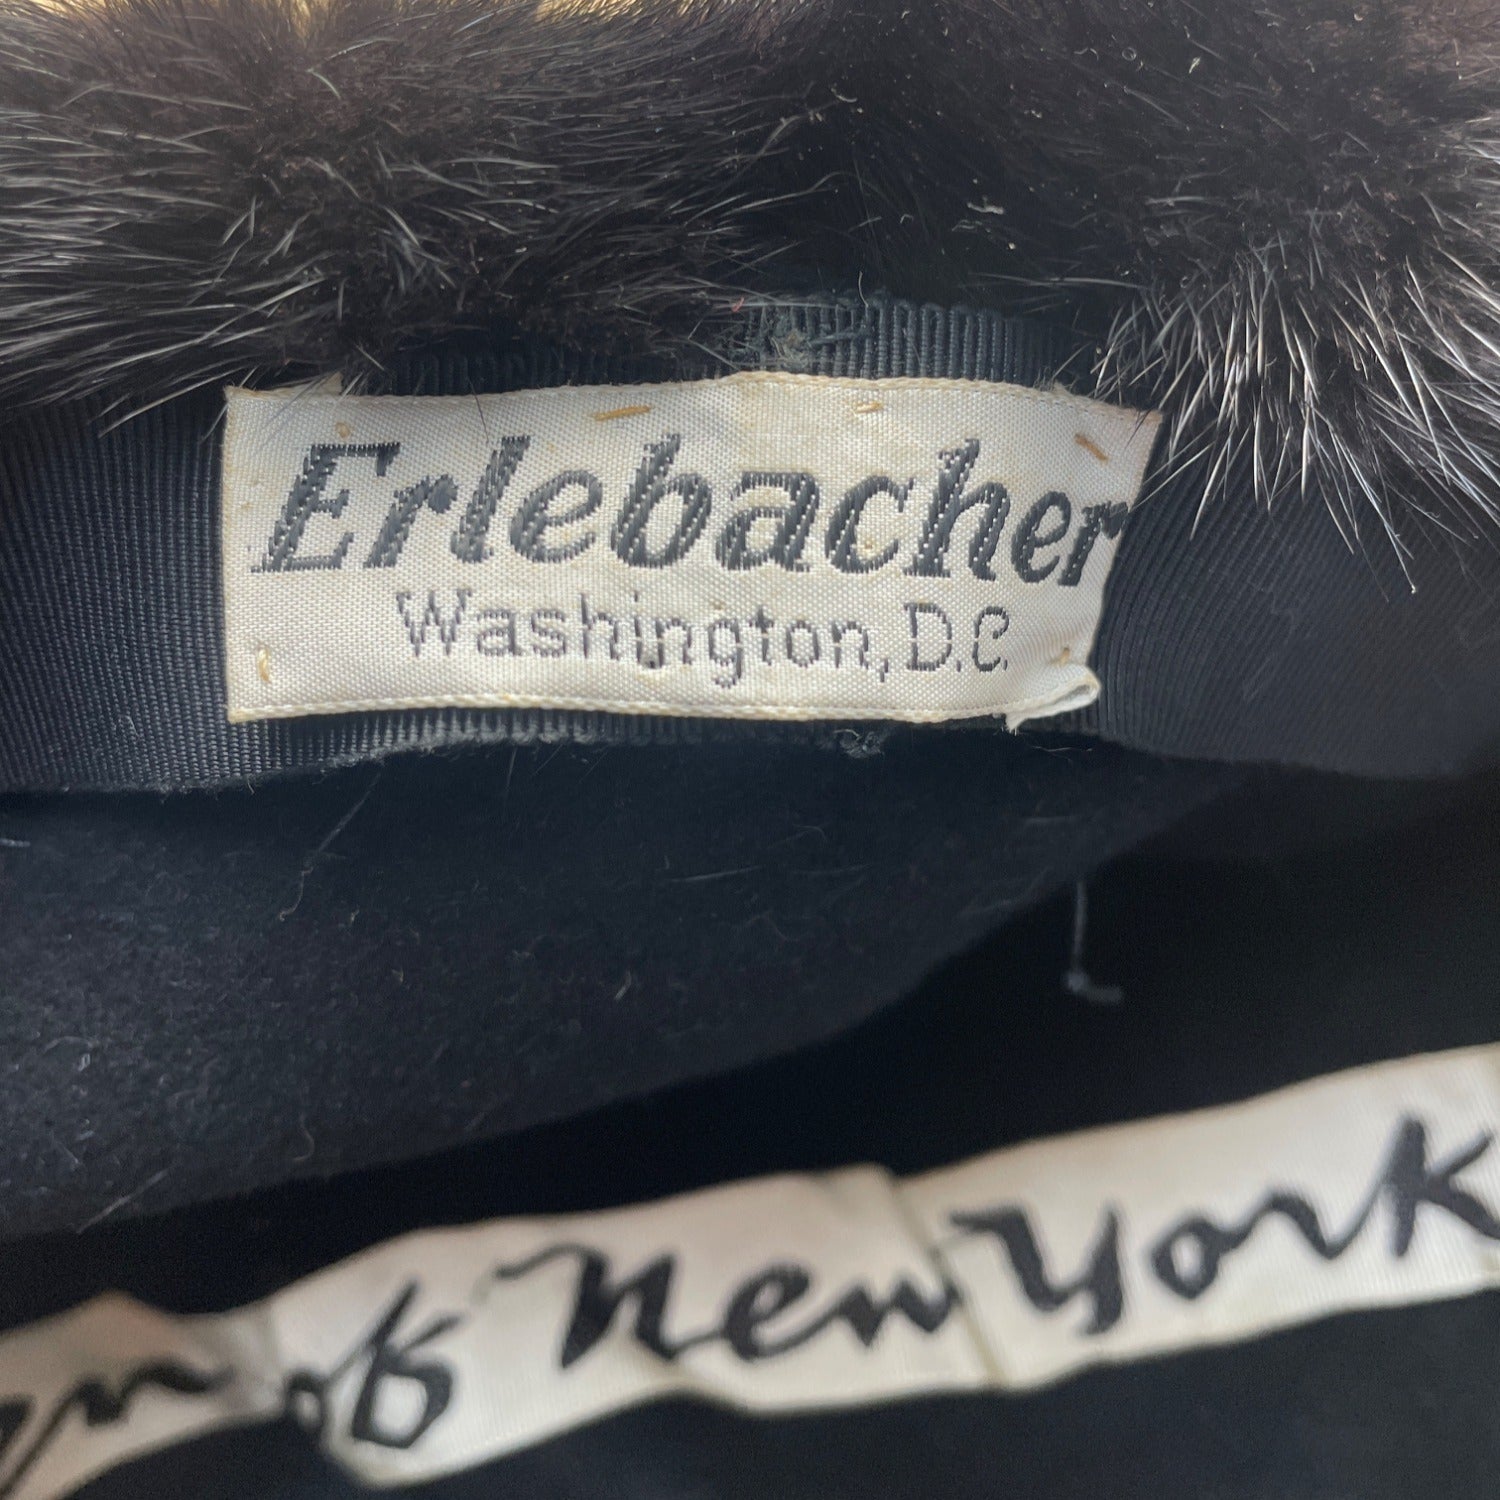 Erlebacher
Washington, D.C.
of New York